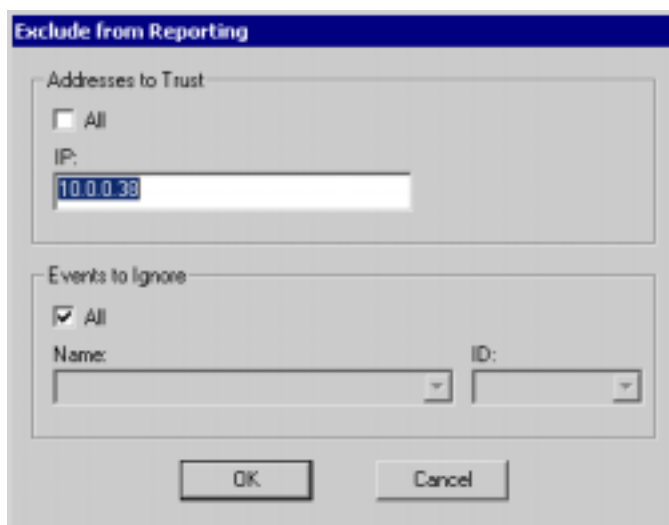 Exclude from Reporting
Addresses to Trust
All
IP:
10.0.0.38
Events to Ignore
All
Name: ID:
OK Cancel